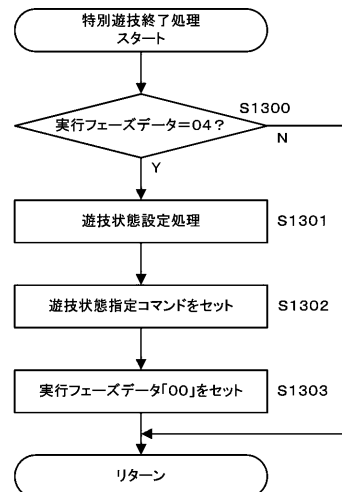 特別遊技終了処理
スタート
S1300
実行フェーズデータ=04?
N
Y
遊技状態設定処理
S1301
遊技状態指定コマンドをセット
S1302
実行フェーズデータ「00」をセット
S1303
リターン